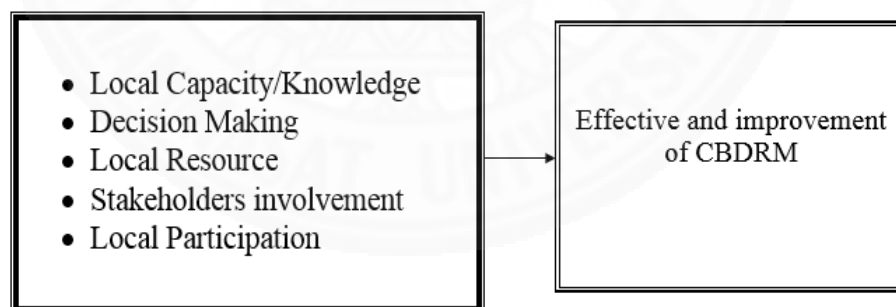 • Local Capacity/Knowledge
• Decision Making
• Local Resource
• Stakeholders involvement
• Local Participation
Effective and improvement
of CBDRM